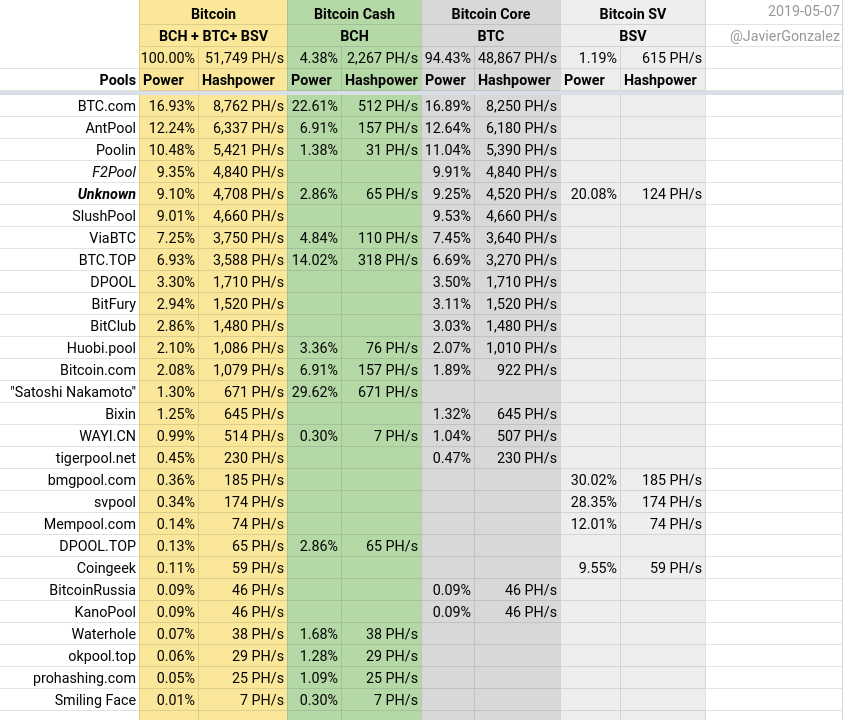 Bitcoin Bitcoin Cash Bitcoin Core Bitcoin SV 2019-05-07
BCH + BTC+ BSV BCH BTC BSV @JavierGonzalez
100.00% 51,749 PH/s 4.38% 2,267 PH/s 94.43% 48,867 PH/s 1.19% 615 PH/s
Pools Power Hashpower Power Hashpower Power Hashpower Power Hashpower
BTC.com 16.93% 8,762 PH/s 22.61% 512 PH/s 16.89% 8,250 PH/s
AntPool 12.24% 6,337 PH/s 6.91% 157 PH/s 12.64% 6,180 PH/s
Poolin 10.48% 5,421 PH/s 1.38% 31 PH/s 11.04% 5,390 PH/s
F2Pool 9.35% 4,840 PH/s 9.91% 4,840 PH/s
Unknown 9.10% 4,708 PH/s 2.86% 65 PH/s 9.25% 4,520 PH/s 20.08% 124 PH/s
SlushPool 9.01% 4,660 PH/s 9.53% 4,660 PH/s
ViaBTC 7.25% 3,750 PH/s 4.84% 110 PH/s 7.45% 3,640 PH/s
BTC.TOP 6.93% 3,588 PH/s 14.02% 318 PH/s 6.69% 3,270 PH/s
DPOOL 3.30% 1,710 PH/s 3.50% 1,710 PH/s
BitFury 2.94% 1,520 PH/s 3.11% 1,520 PH/s
BitClub 2.86% 1,480 PH/s 3.03% 1,480 PH/s
Huobi.pool 2.10% 1,086 PH/s 3.36% 76 PH/s 2.07% 1,010 PH/s
Bitcoin.com 2.08% 1,079 PH/s 6.91% 157 PH/s 1.89% 922 PH/s
"Satoshi Nakamoto" 1.30% 671 PH/s 29.62% 671 PH/s
Bixin 1.25% 645 PH/s 1.32% 645 PH/s
WAYI.CN 0.99% 514 PH/s 0.30% 7 PH/s 1.04% 507 PH/s
tigerpool.net 0.45% 230 PH/s 0.47% 230 PH/s
bmgpool.com 0.36% 185 PH/s 30.02% 185 PH/s
svpool 0.34% 174 PH/s 28.35% 174 PH/s
Mempool.com 0.14% 74 PH/s 12.01% 74 PH/s
DPOOL.TOP 0.13% 65 PH/s 2.86% 65 PH/s
Coingeek 0.11% 59 PH/s 9.55% 59 PH/s
BitcoinRussia 0.09% 46 PH/s 0.09% 46 PH/s
KanoPool 0.09% 46 PH/s 0.09% 46 PH/s
Waterhole 0.07% 38 PH/s 1.68% 38 PH/s
okpool.top 0.06% 29 PH/s 1.28% 29 PH/s
prohashing.com 0.05% 25 PH/s 1.09% 25 PH/s
Smiling Face 0.01% 7 PH/s 0.30% 7 PH/s